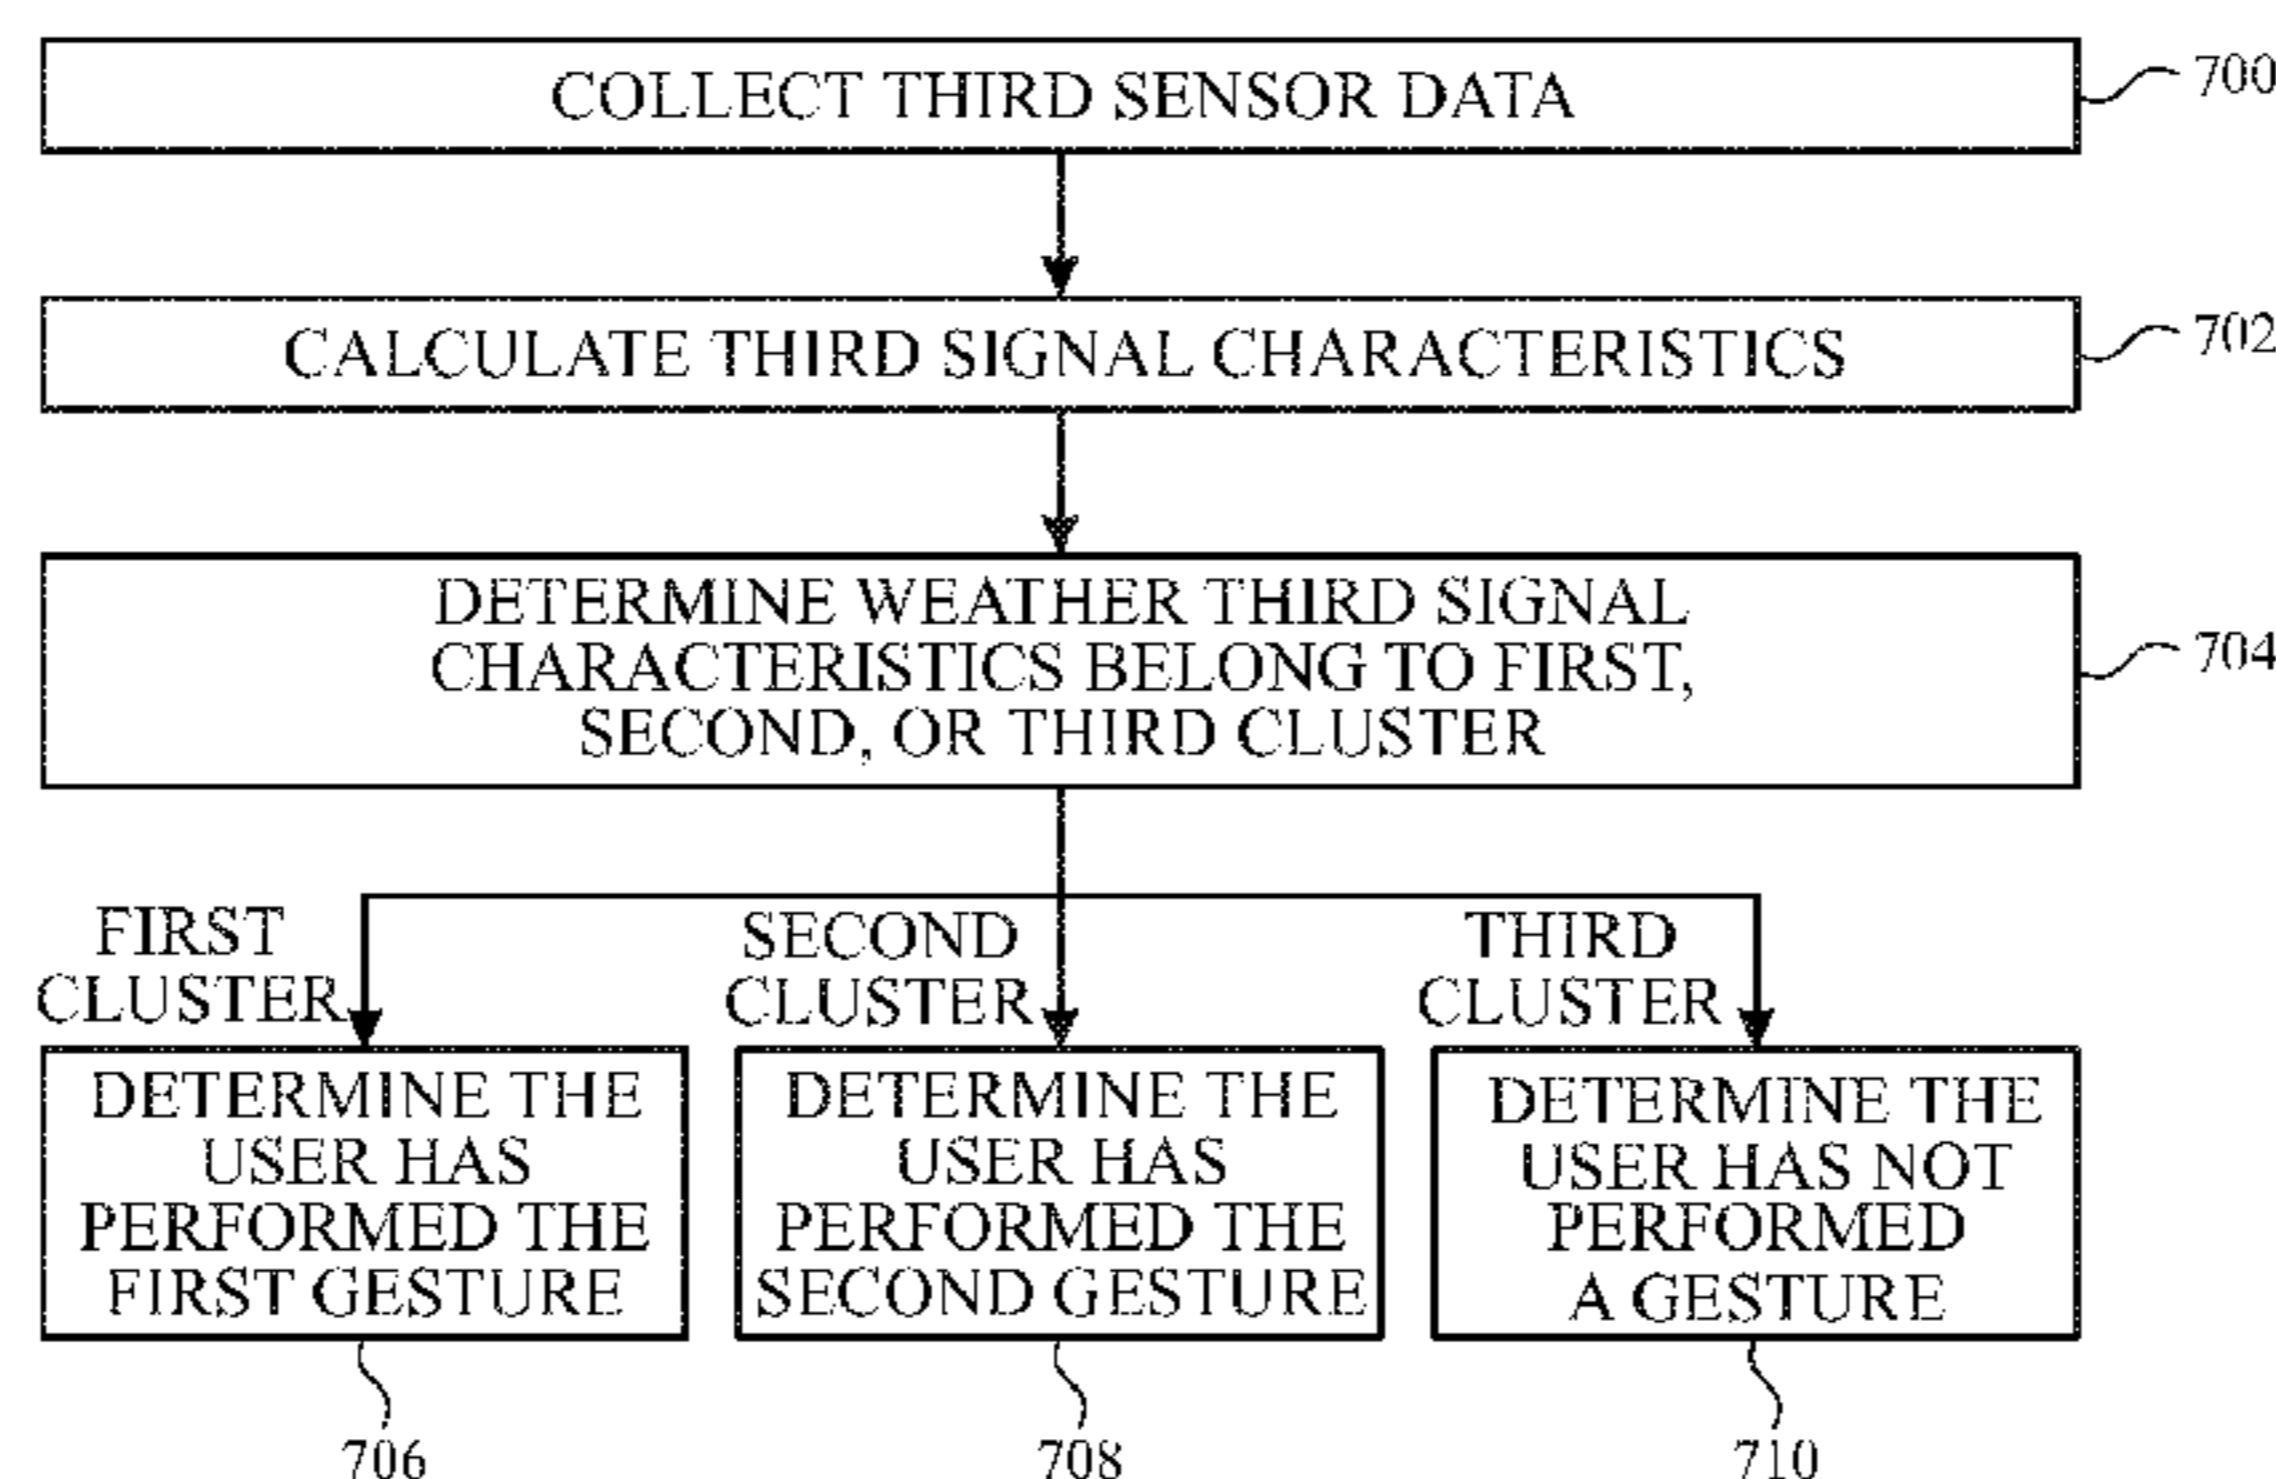 COLLECT THIRD SENSOR DATA
700
CALCULATE THIRD SIGNAL CHARACTERISTICS
702
DETERMINE WEATHER THIRD SIGNAL
CHARACTERISTICS BELONG TO FIRST,
SECOND, OR THIRD CLUSTER
704
FIRST
CLUSTER
SECOND
CLUSTER
THIRD
CLUSTER
DETERMINE THE
USER HAS
PERFORMED THE
FIRST GESTURE
DETERMINE THE
USER HAS
PERFORMED THE
SECOND GESTURE
DETERMINE THE
USER HAS NOT
PERFORMED
A GESTURE
706
708
710